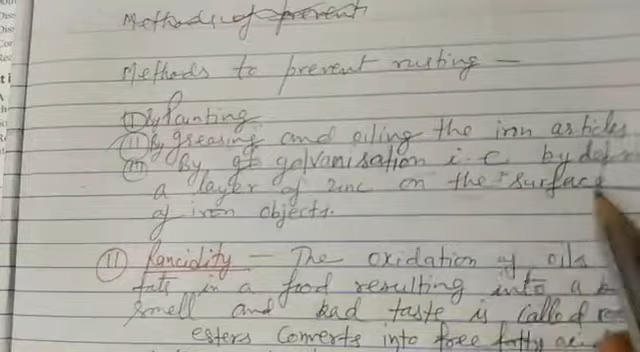 Methods of prevent
Methods to prevent rusting —
(I) By Painting
(II) By greasing and oiling the iron articles
(III) By galvanisation i.e by
a layer of zinc on the surface
of iron objects.
(II) Rancidity — The oxidation of oils
fats in a food resulting into a
smell and bad taste is called
esters converts into free fatty